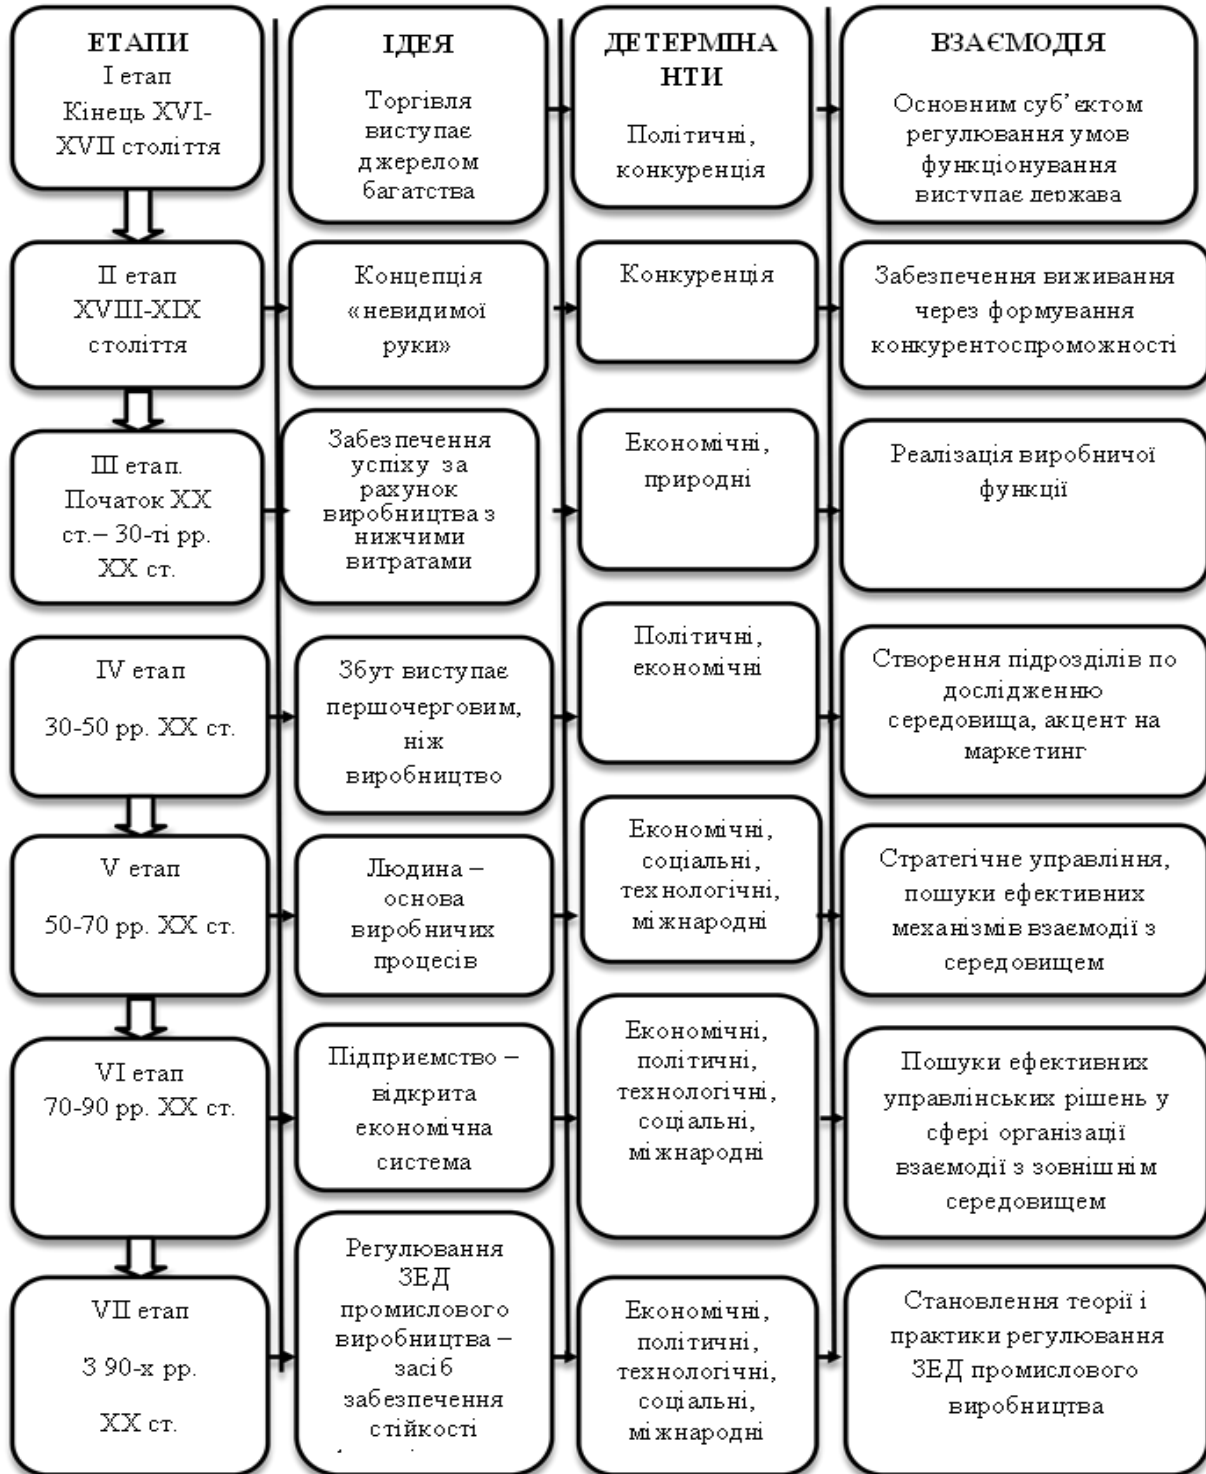 ЕТАПИ
І етап
Кінець XVI-
XVII століття
ІДЕЯ
Торгівля
виступає
джерелом
багатства
ДЕТЕРМІНА
НТИ
Політичні,
конкуренція
ВЗАЄМОДІЯ
Основним суб’єктом
регулювання умов
функціонування
виступає держава
ІІ етап
XVIII-XIX
століття
Концепція
«невидимої
руки»
Конкуренція
Забезпечення виживання
через формування
конкурентоспроможності
ІІІ етап.
Початок XX
ст.– 30-ті рр.
XX ст.
Забезпечення
успіху за
рахунок
виробництва з
нижчими
витратами
Економічні,
природні
Реалізація виробничої
функції
IV етап
30-50 рр. XX ст.
Збут виступає
першочерговим,
ніж
виробництво
Політичні,
економічні
Створення підрозділів по
дослідженню
середовища, акцент на
маркетинг
V етап
50-70 рр. XX ст.
Людина –
основа
виробничих
процесів
Економічні,
соціальні,
технологічні,
міжнародні
Стратегічне управління,
пошуки ефективних
механізмів взаємодії з
середовищем
VI етап
70-90 рр. XX ст.
Підприємство –
відкрита
економічна
система
Економічні,
політичні,
технологічні,
соціальні,
міжнародні
Пошуки ефективних
управлінських рішень у
сфері організації
взаємодії з зовнішнім
середовищем
VII етап
З 90-х рр.
XX ст.
Регулювання
ЗЕД
промислового
виробництва –
засіб
забезпечення
стійкості
Економічні,
політичні,
технологічні,
соціальні,
міжнародні
Становлення теорії і
практики регулювання
ЗЕД промислового
виробництва